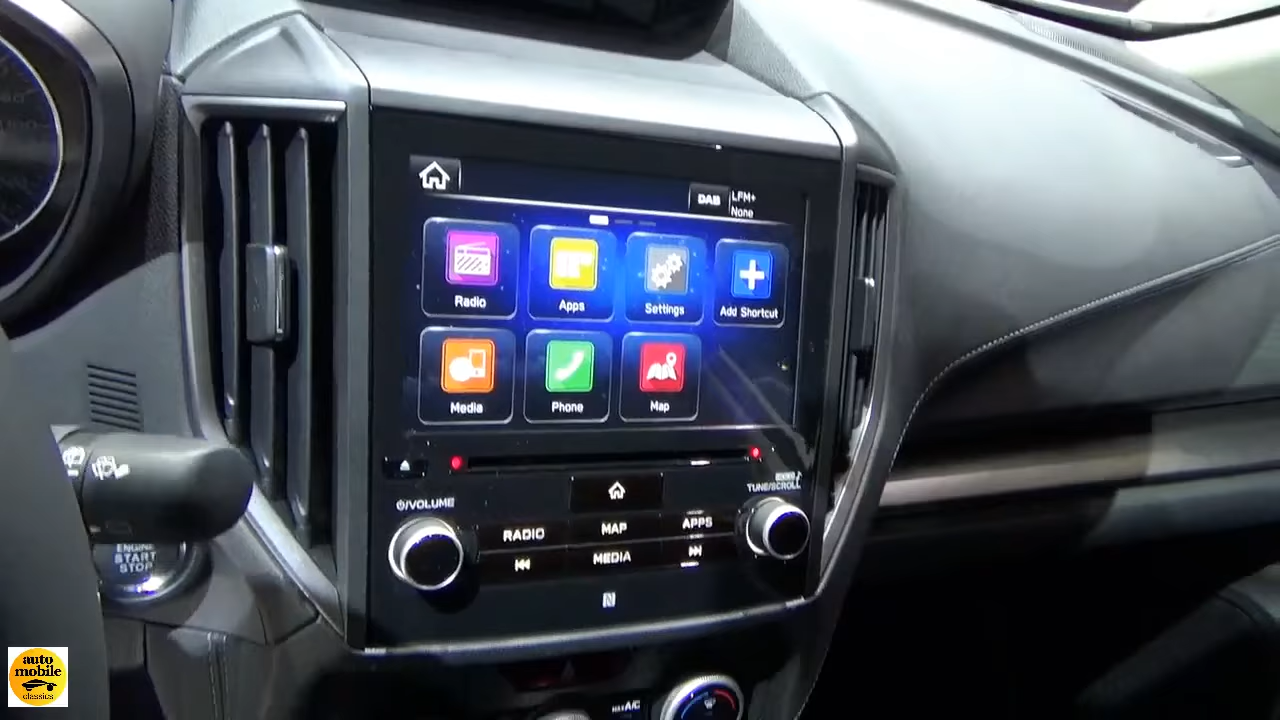 DAB
LFM+
None
Radio
Apps
Settings
Add Shortcut
Media
Phone
Map
VOLUME
TUNE/SCROLL
RADIO
MAP
APPS
MEDIA
ENGINE
START
STOP
A/C
auto
mobile
classics